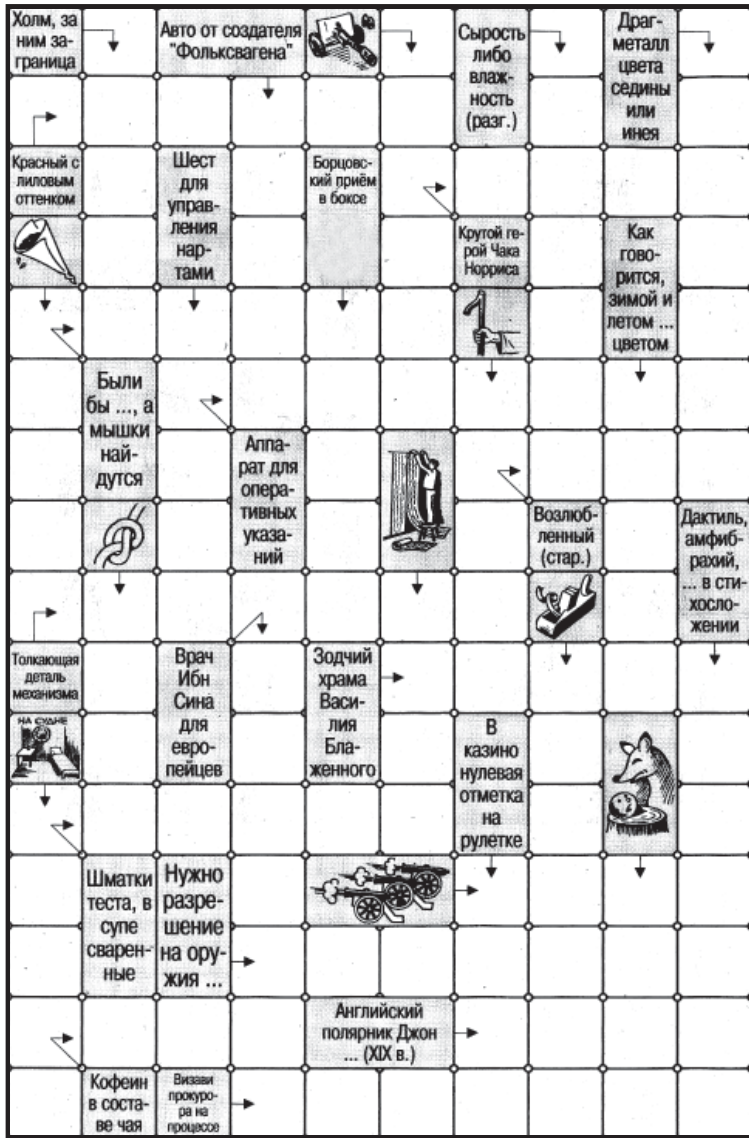 Холм, за
ним за-
граница
Авто от создателя
"Фольксвагена"
Сырость
либо
влаж-
ность
(разг.)
Драг-
металл
цвета
седины
или
инея
Красный с
лиловым
оттенком
Шест
для
управ-
ления
нар-
тами
Борцовс-
кий приём
в боксе
Крутой ге-
рой Чака
Норриса
Как
гово-
рится,
зимой и
летом ...
цветом
Были
бы ..., а
мышки
най-
дутся
Аппа-
рат для
опера-
тивных
указа-
ний
Возлюб-
ленный
(стар.)
Дактиль,
амфиб-
рахий,
... в сти-
хосло-
жении
Толкающая
деталь
механизма
НА СУДНЕ
Врач
Ибн
Сина
для
евро-
пейцев
Зодчий
храма
Васи-
лия
Бла-
женного
В
казино
нулевая
отметка
на
рулетке
Шматки
теста, в
супе
сварен-
ные
Нужно
разре-
шение
на ору-
жия ...
Английский
полярник Джон
... (XIX в.)
Кофеин
в соста-
ве чая
Визави
прокуро-
ра на
процессе